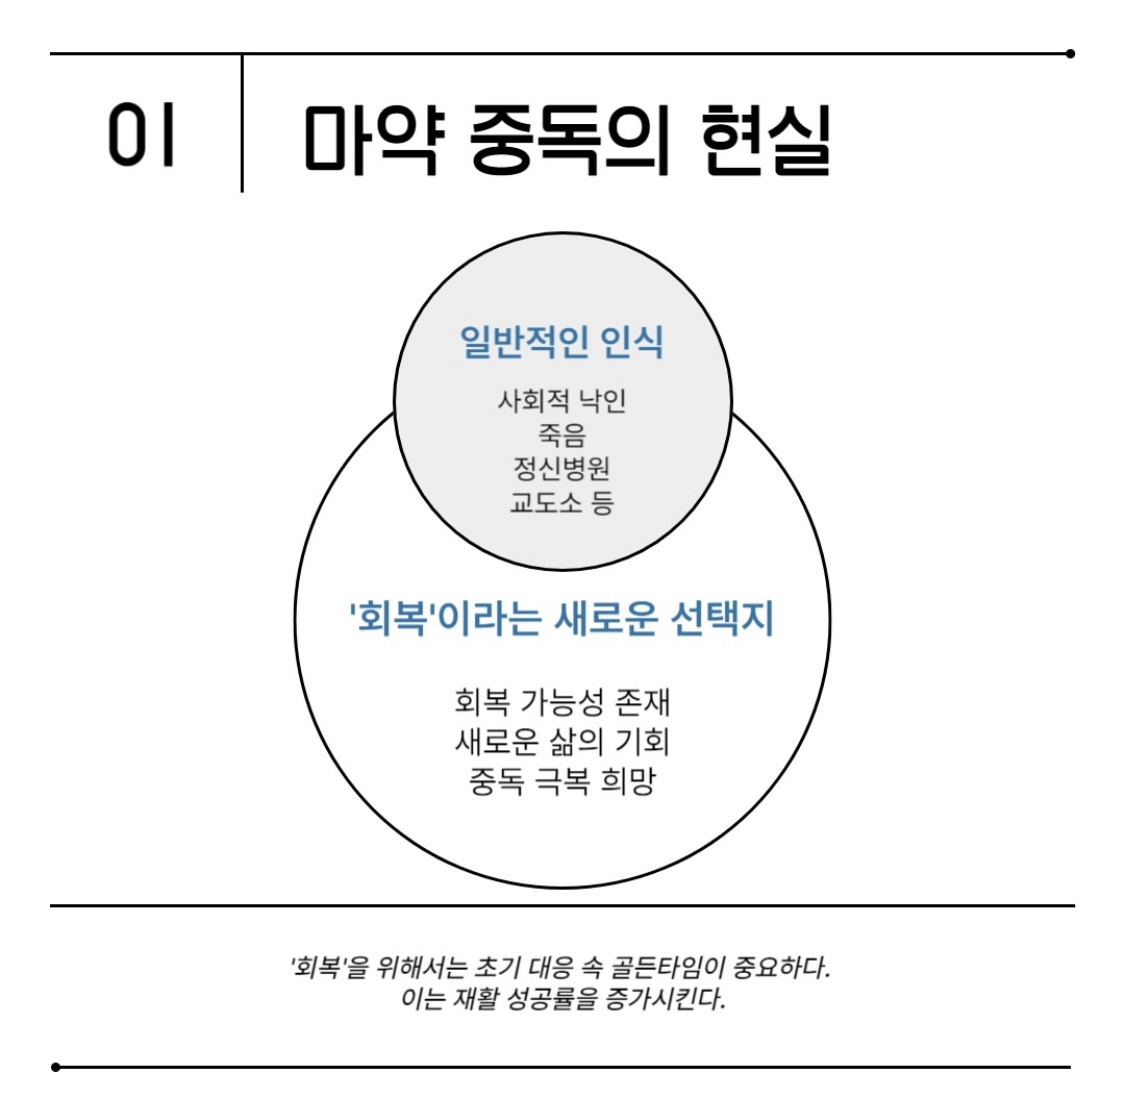 01
마약 중독의 현실
일반적인 인식
사회적 낙인
죽음
정신병원
교도소 등
'회복'이라는 새로운 선택지
회복 가능성 존재
새로운 삶의 기회
중독 극복 희망
'회복'을 위해서는 초기 대응 속 골든타임이 중요하다.
이는 재활 성공률을 증가시킨다.